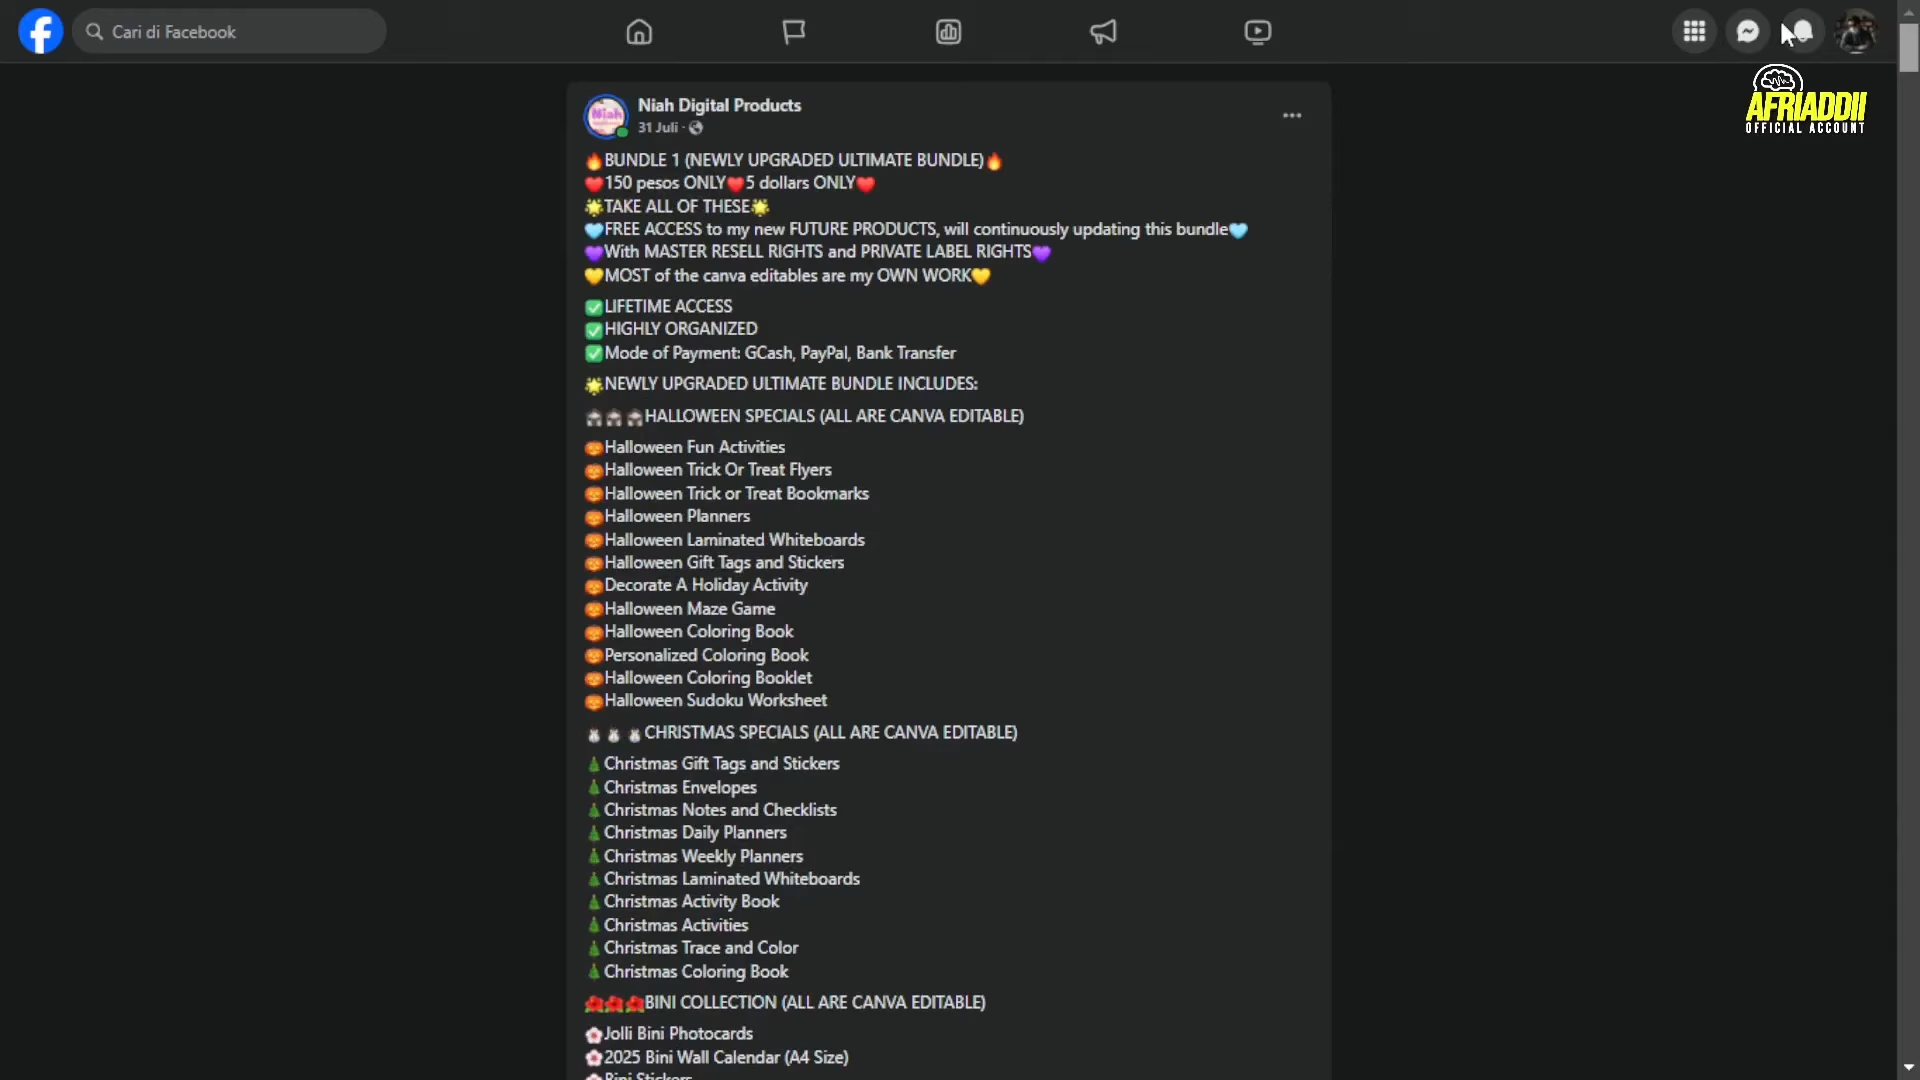 Cari di Facebook
AFRIADDII
OFFICIAL ACCOUNT
Niah
Niah Digital Products
31 Juli ·
🔥BUNDLE 1 (NEWLY UPGRADED ULTIMATE BUNDLE)🔥
❤️150 pesos ONLY❤️5 dollars ONLY❤️
🌟TAKE ALL OF THESE🌟
🩵FREE ACCESS to my new FUTURE PRODUCTS, will continuously updating this bundle🩵
💜With MASTER RESELL RIGHTS and PRIVATE LABEL RIGHTS💜
💛MOST of the canva editables are my OWN WORK💛
✅LIFETIME ACCESS
✅HIGHLY ORGANIZED
✅Mode of Payment: GCash, PayPal, Bank Transfer
🌟NEWLY UPGRADED ULTIMATE BUNDLE INCLUDES:
HALLOWEEN SPECIALS (ALL ARE CANVA EDITABLE)
🎃Halloween Fun Activities
🎃Halloween Trick Or Treat Flyers
🎃Halloween Trick or Treat Bookmarks
🎃Halloween Planners
🎃Halloween Laminated Whiteboards
🎃Halloween Gift Tags and Stickers
🎃Decorate A Holiday Activity
🎃Halloween Maze Game
🎃Halloween Coloring Book
🎃Personalized Coloring Book
🎃Halloween Coloring Booklet
🎃Halloween Sudoku Worksheet
CHRISTMAS SPECIALS (ALL ARE CANVA EDITABLE)
🎄Christmas Gift Tags and Stickers
🎄Christmas Envelopes
🎄Christmas Notes and Checklists
🎄Christmas Daily Planners
🎄Christmas Weekly Planners
🎄Christmas Laminated Whiteboards
🎄Christmas Activity Book
🎄Christmas Activities
🎄Christmas Trace and Color
🎄Christmas Coloring Book
🌺🌺🌺BINI COLLECTION (ALL ARE CANVA EDITABLE)
🌸Jolli Bini Photocards
🌸2025 Bini Wall Calendar (A4 Size)
🌸Bini Stickers